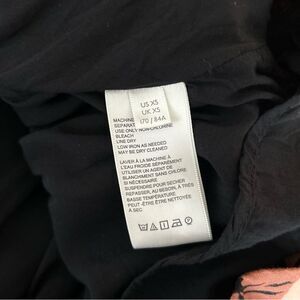 US XS
UK XS
170 / 84A
MACHINE
SEPARAT
USE ONLY NON-CHLORINE
BLEACH
LINE DRY
LOW IRON AS NEEDED
MAY BE DRY CLEANED
LAVER À LA MACHINE À
L'EAU FROIDE SÉPARÉMENT
UTILISER UN AGENT DE
BLANCHIMENT SANS CHLORE
SI NÉCESSAIRE
SUSPENDRE POUR SÉCHER
REPASSER, AU BESOIN, À TRÈS
BASSE TEMPÉRATURE.
PEUT-ÊTRE ÊTRE NETTOYÉE
À SEC